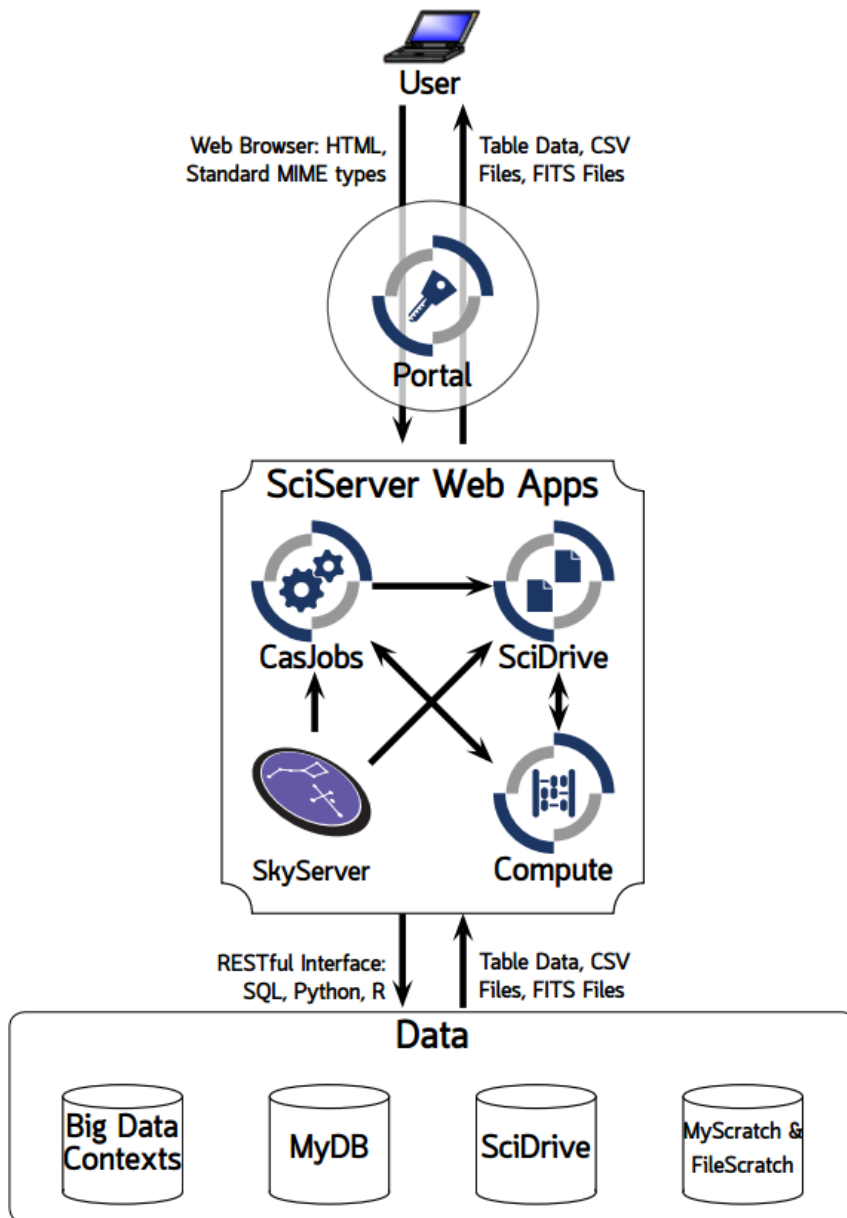 User
Web Browser: HTML,
Standard MIME types
Table Data, CSV
Files, FITS Files
Portal
SciServer Web Apps
CasJobs
SciDrive
SkyServer
Compute
RESTful Interface:
SQL, Python, R
Table Data, CSV
Files, FITS Files
Data
Big Data
Contexts
MyDB
SciDrive
MyScratch &
FileScratch